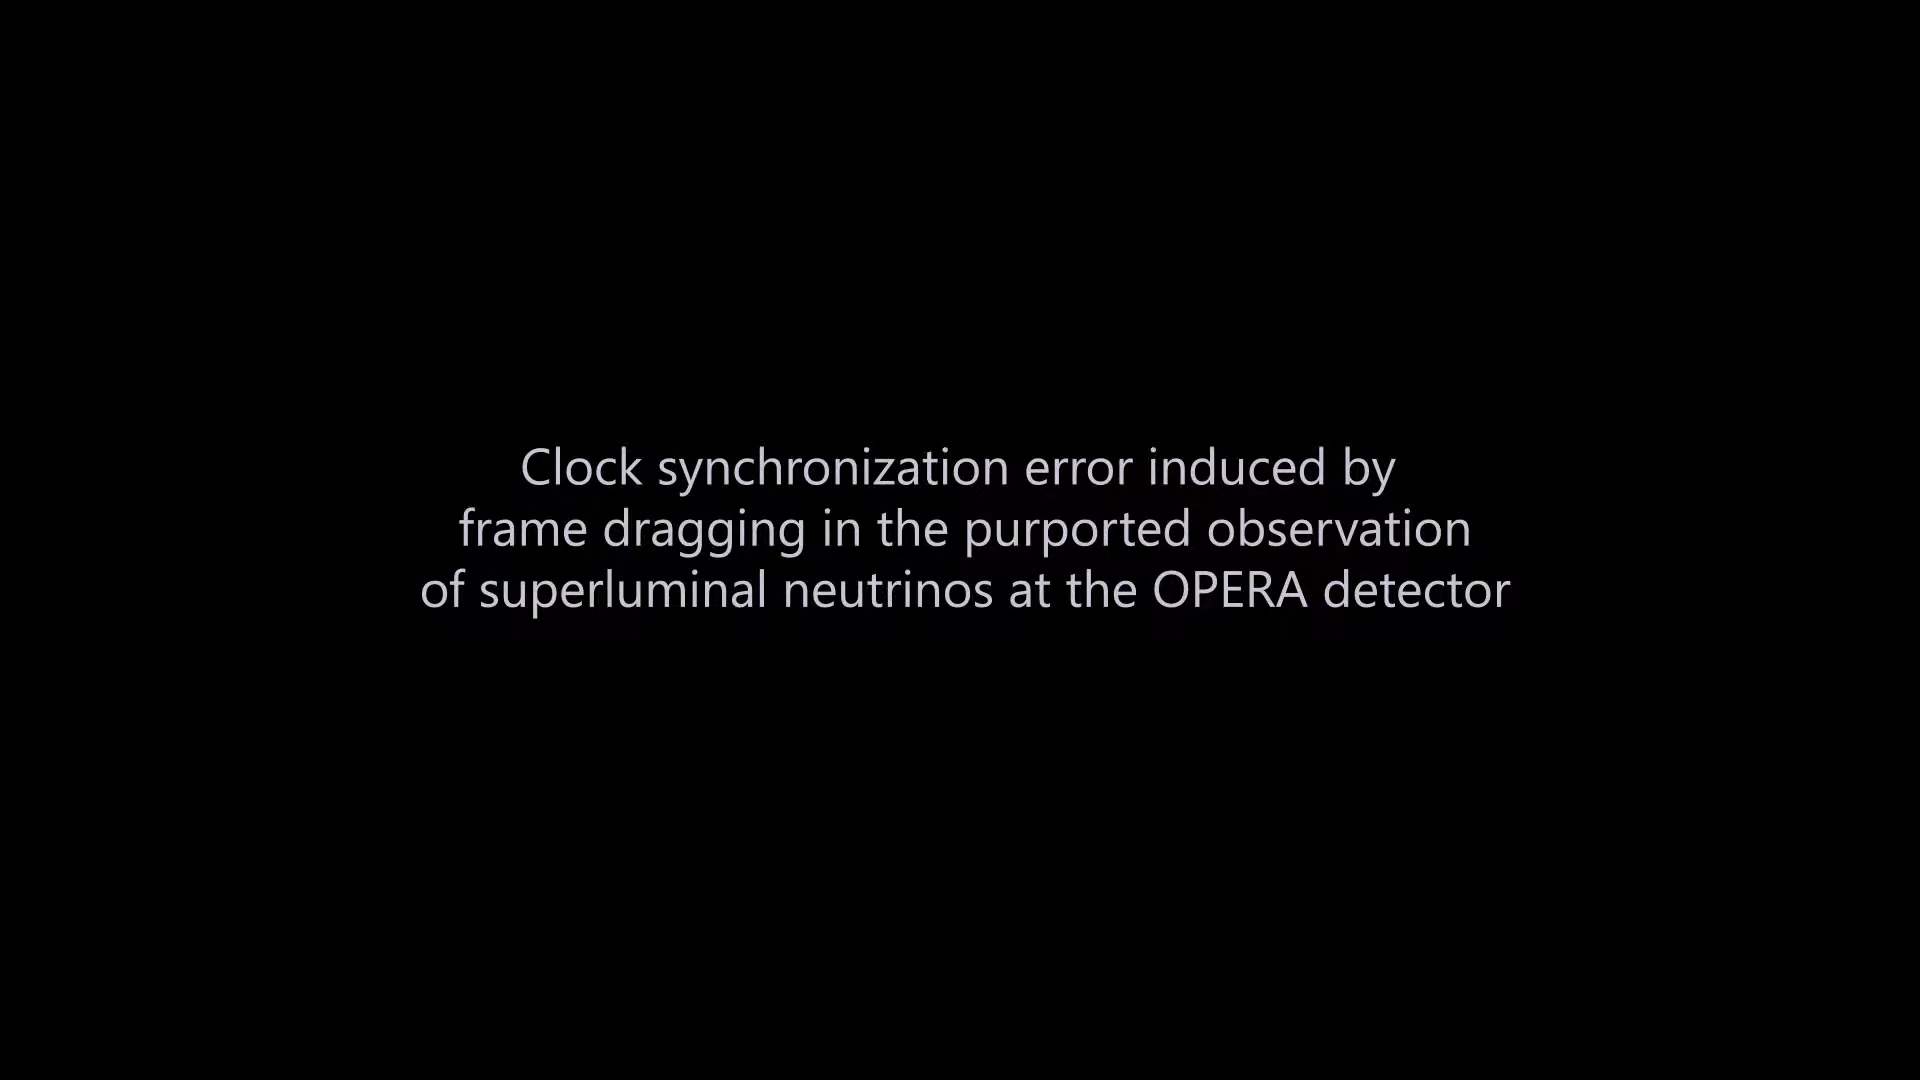 Clock synchronization error induced by
frame dragging in the purported observation
of superluminal neutrinos at the OPERA detector